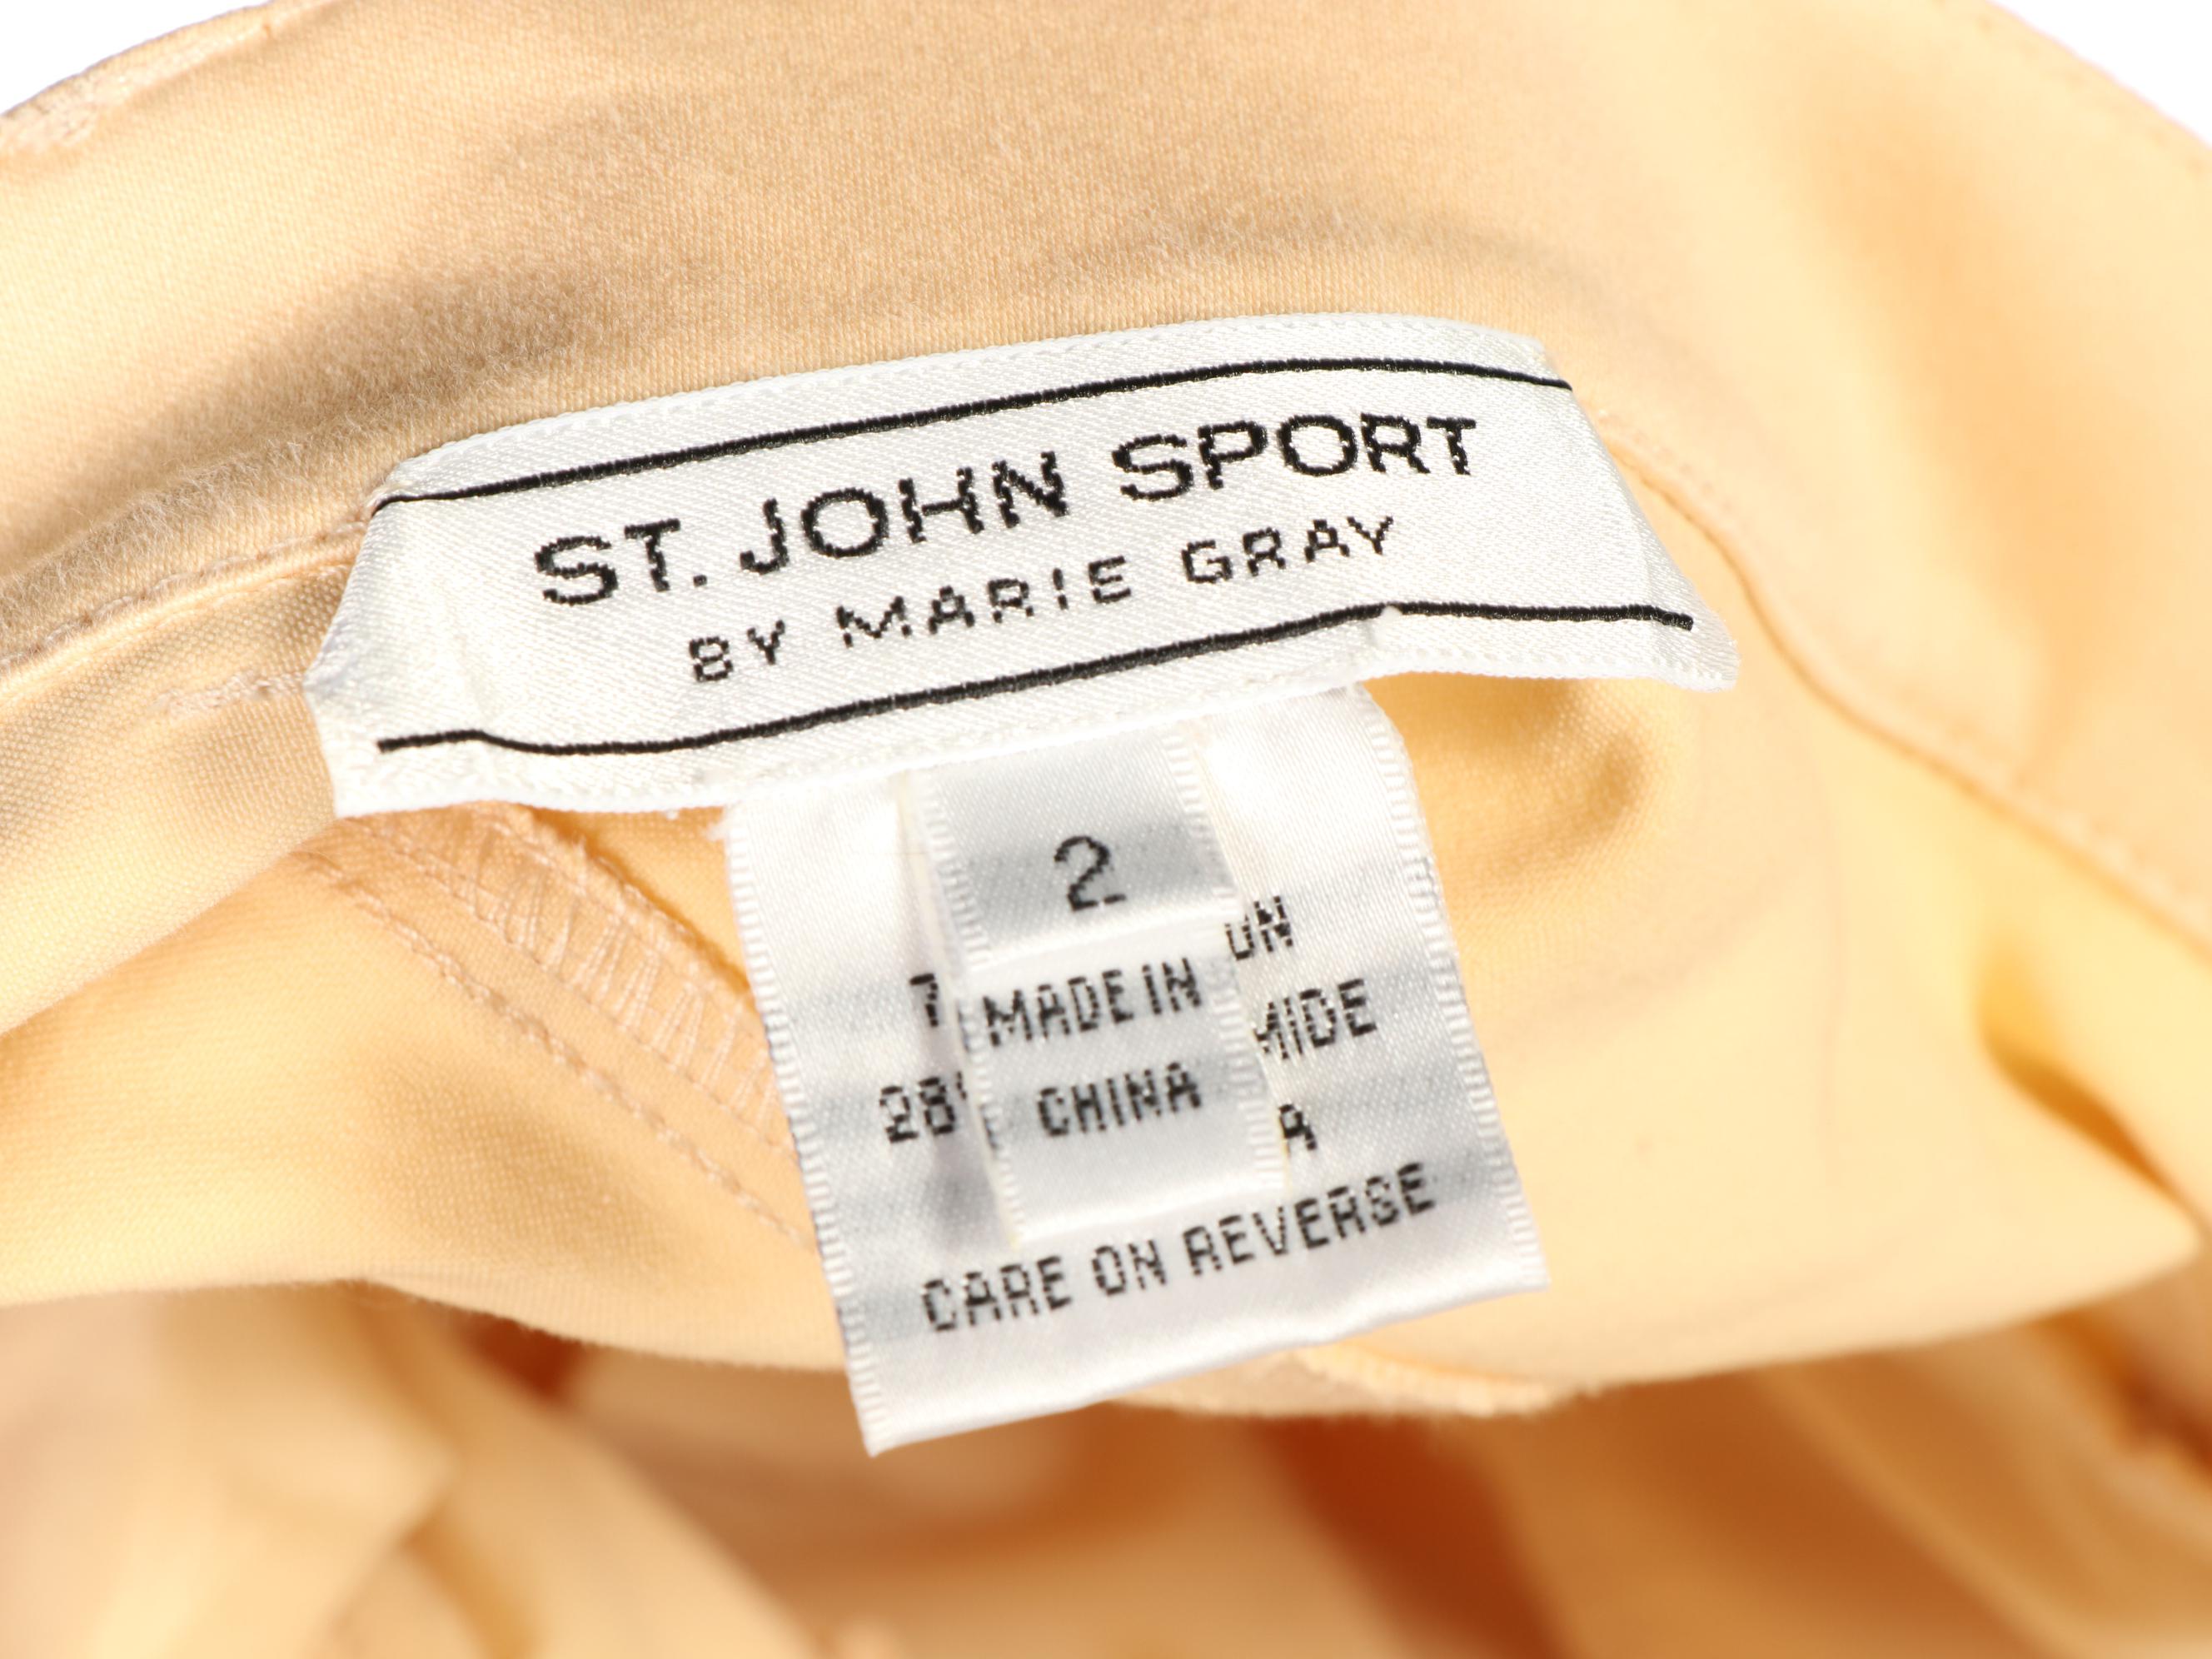 ST. JOHN SPORT
BY MARIE GRAY
2
MADE IN
CHINA
CARE ON REVERSE